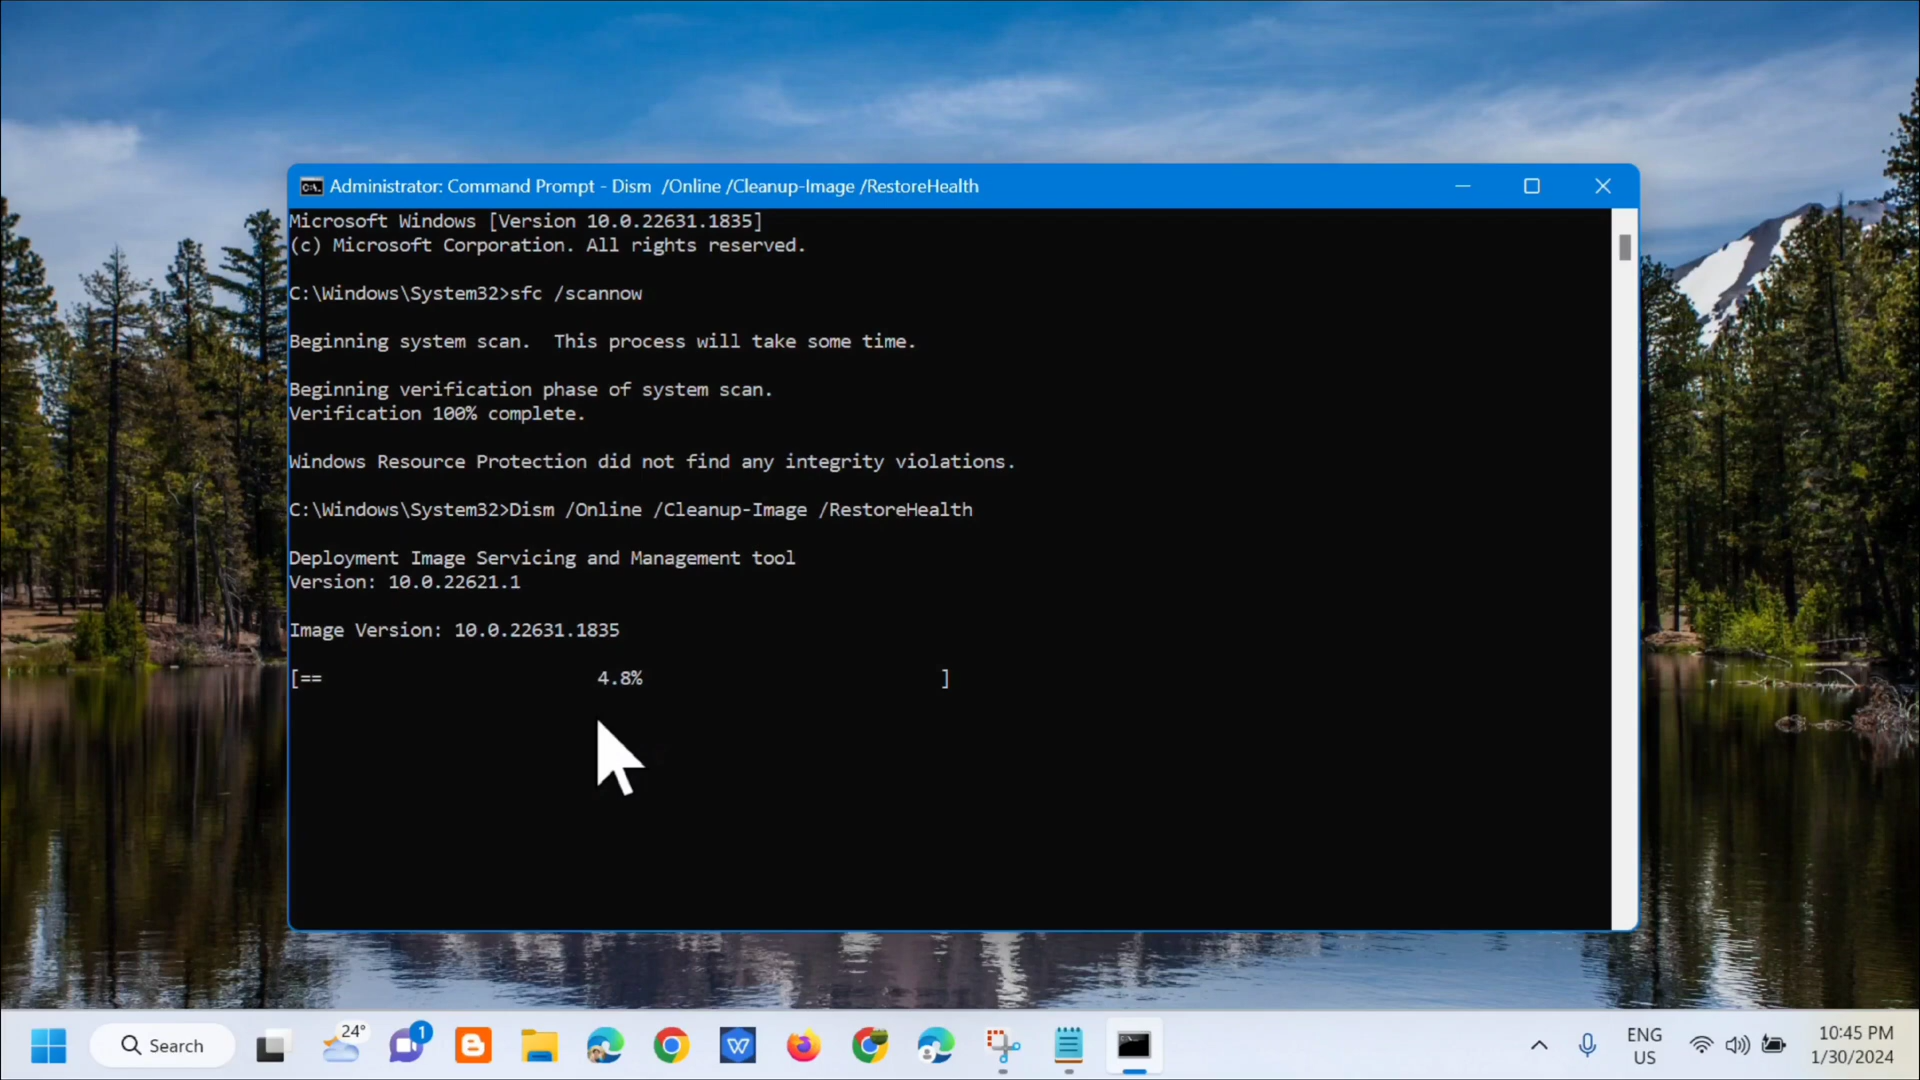 Administrator: Command Prompt - Dism  /Online /Cleanup-Image /RestoreHealth
Microsoft Windows [Version 10.0.22631.1835]
(c) Microsoft Corporation. All rights reserved.
C:\Windows\System32>sfc /scannow
Beginning system scan.  This process will take some time.
Beginning verification phase of system scan.
Verification 100% complete.
Windows Resource Protection did not find any integrity violations.
C:\Windows\System32>Dism /Online /Cleanup-Image /RestoreHealth
Deployment Image Servicing and Management tool
Version: 10.0.22621.1
Image Version: 10.0.22631.1835
[==                         4.8%                           ]
Search
24°
1
W
ENG
US
10:45 PM
1/30/2024